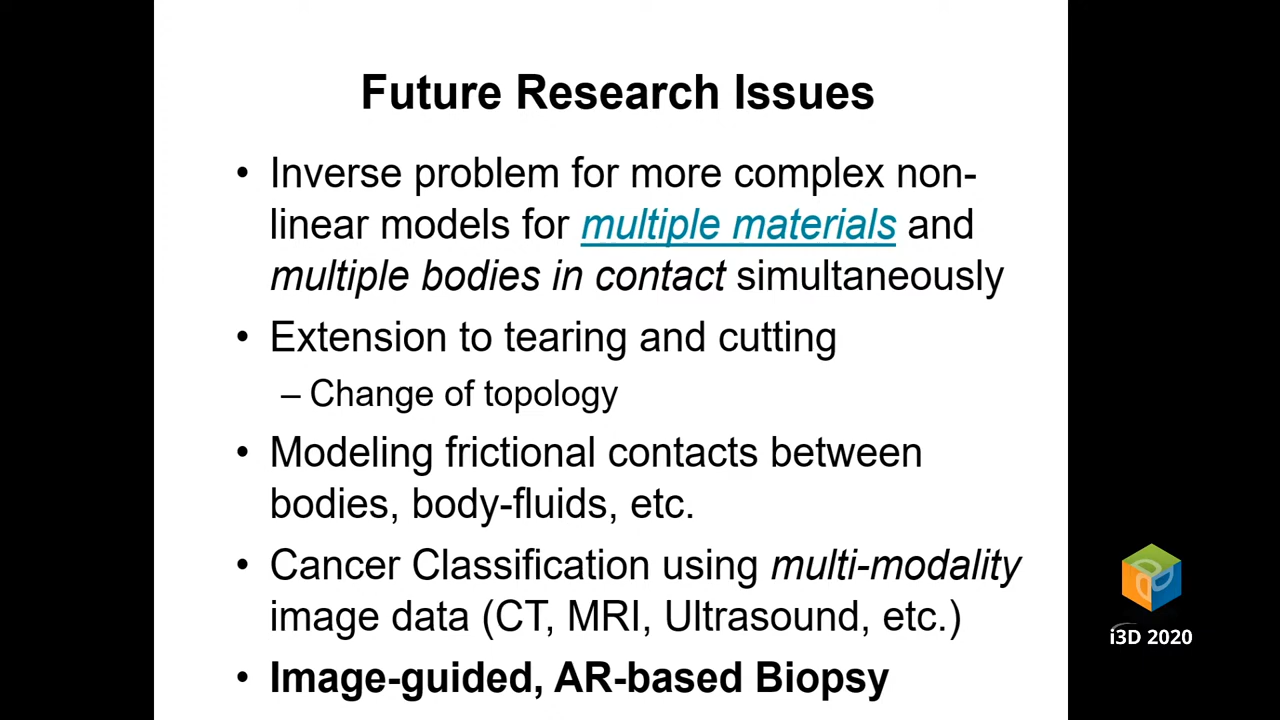 Future Research Issues
• Inverse problem for more complex non-
linear models for multiple materials and
multiple bodies in contact simultaneously
• Extension to tearing and cutting
– Change of topology
• Modeling frictional contacts between
bodies, body-fluids, etc.
• Cancer Classification using multi-modality
image data (CT, MRI, Ultrasound, etc.)
• Image-guided, AR-based Biopsy
i3D 2020